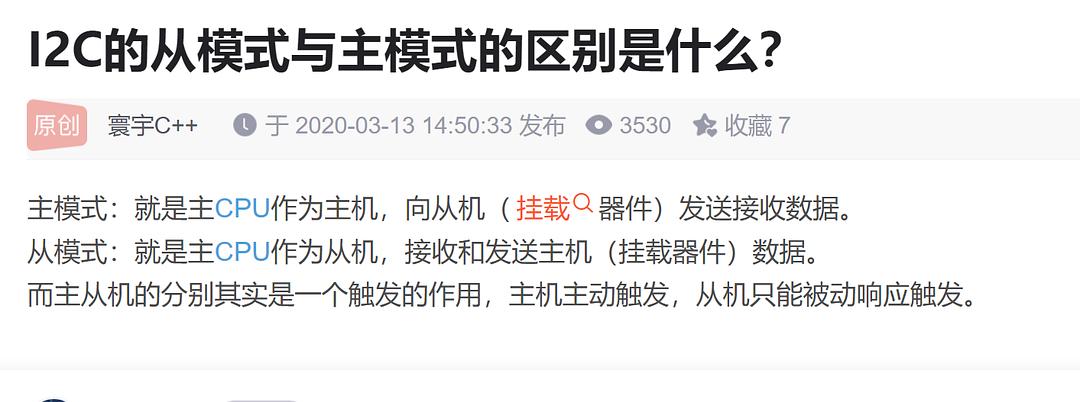 I2C的从模式与主模式的区别是什么？
原创 寰宇C++ 于 2020-03-13 14:50:33 发布 3530 收藏 7
主模式：就是主CPU作为主机，向从机（挂载器件）发送接收数据。
从模式：就是主CPU作为从机，接收和发送主机（挂载器件）数据。
而主从机的分别其实是一个触发的作用，主机主动触发，从机只能被动响应触发。